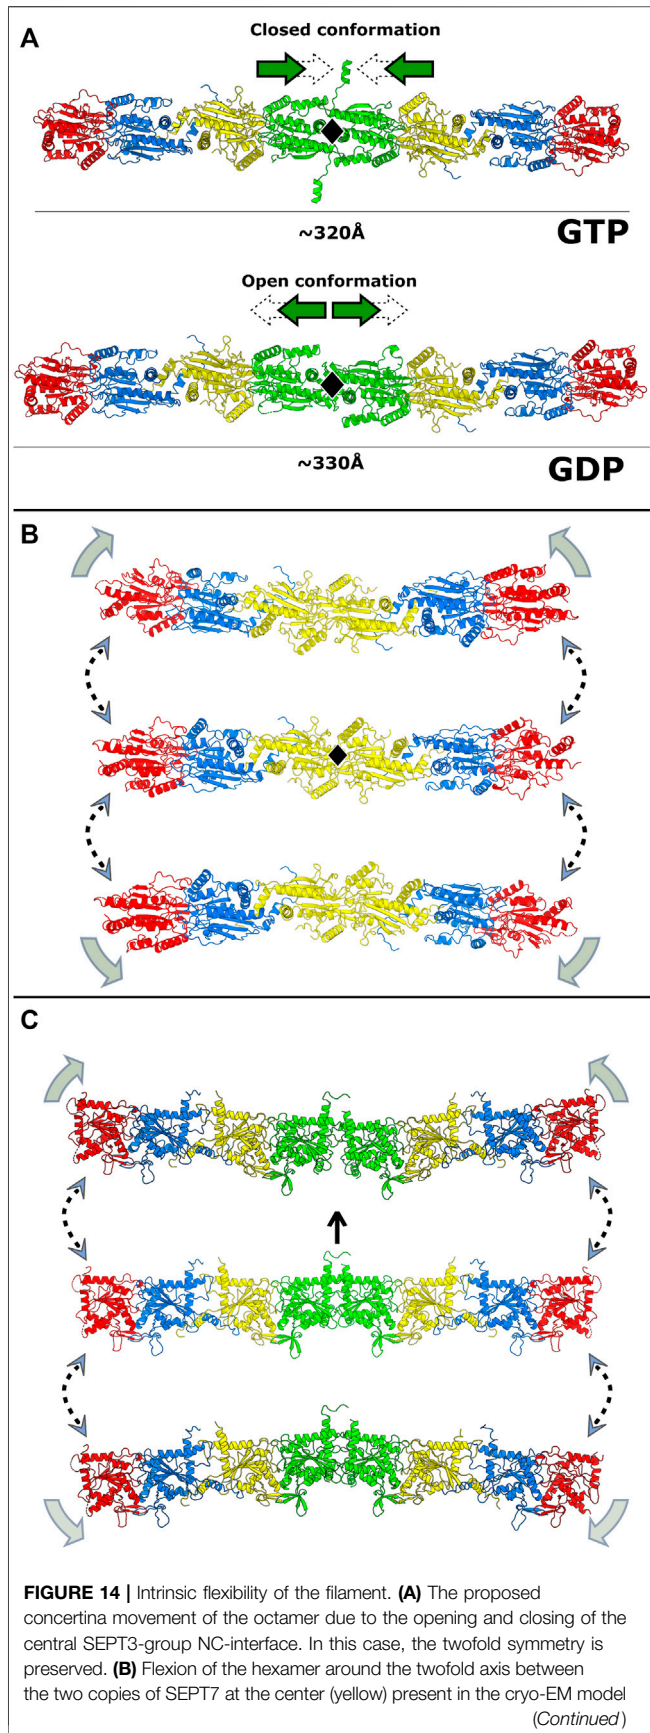 A
Closed conformation
~320Å
GTP
Open conformation
~330Å
GDP
B
C
FIGURE 14 | Intrinsic flexibility of the filament. (A) The proposed
concertina movement of the octamer due to the opening and closing of the
central SEPT3-group NC-interface. In this case, the twofold symmetry is
preserved. (B) Flexion of the hexamer around the twofold axis between
the two copies of SEPT7 at the center (yellow) present in the cryo-EM model
(Continued)